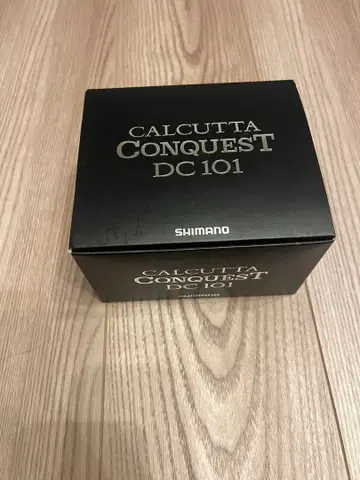 CALCUTTA
CONQUEST
DC 101
SHIMANO
CALCUTTA
CONQUEST
DC 101
SHIMANO